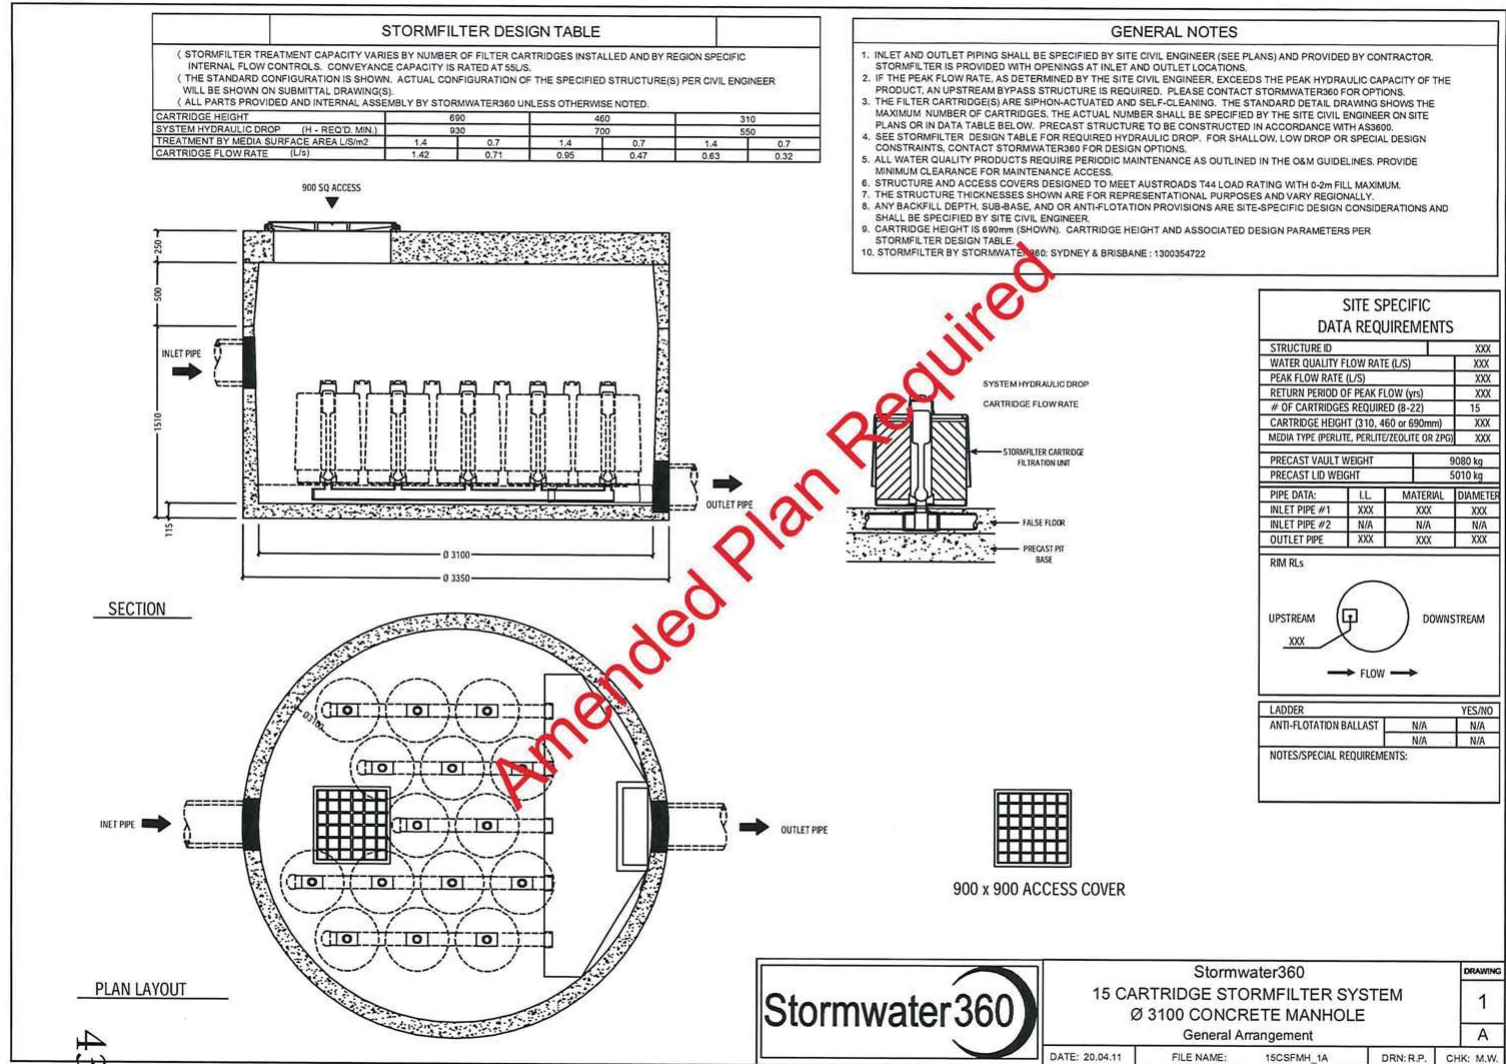 STORMFILTER DESIGN TABLE
( STORMFILTER TREATMENT CAPACITY VARIES BY NUMBER OF FILTER CARTRIDGES INSTALLED AND BY REGION SPECIFIC
INTERNAL FLOW CONTROLS. CONVEYANCE CAPACITY IS RATED AT 55L/S.
( THE STANDARD CONFIGURATION IS SHOWN. ACTUAL CONFIGURATION OF THE SPECIFIED STRUCTURE(S) PER CIVIL ENGINEER
WILL BE SHOWN ON SUBMITTAL DRAWING(S).
( ALL PARTS PROVIDED AND INTERNAL ASSEMBLY BY STORMWATER360 UNLESS OTHERWISE NOTED.
CARTRIDGE HEIGHT 690 460 310
SYSTEM HYDRAULIC DROP (H - REQ'D. MIN.) 930 700 550
TREATMENT BY MEDIA SURFACE AREA L/S/m2 1.4 0.7 1.4 0.7 1.4 0.7
CARTRIDGE FLOW RATE (L/s) 1.42 0.71 0.95 0.47 0.63 0.32
GENERAL NOTES
1. INLET AND OUTLET PIPING SHALL BE SPECIFIED BY SITE CIVIL ENGINEER (SEE PLANS) AND PROVIDED BY CONTRACTOR.
STORMFILTER IS PROVIDED WITH OPENINGS AT INLET AND OUTLET LOCATIONS.
2. IF THE PEAK FLOW RATE, AS DETERMINED BY THE SITE CIVIL ENGINEER, EXCEEDS THE PEAK HYDRAULIC CAPACITY OF THE
PRODUCT, AN UPSTREAM BYPASS STRUCTURE IS REQUIRED. PLEASE CONTACT STORMWATER360 FOR OPTIONS.
3. THE FILTER CARTRIDGE(S) ARE SIPHON-ACTUATED AND SELF-CLEANING. THE STANDARD DETAIL DRAWING SHOWS THE
MAXIMUM NUMBER OF CARTRIDGES. THE ACTUAL NUMBER SHALL BE SPECIFIED BY THE SITE CIVIL ENGINEER ON SITE
PLANS OR IN DATA TABLE BELOW. PRECAST STRUCTURE TO BE CONSTRUCTED IN ACCORDANCE WITH AS3600.
4. SEE STORMFILTER DESIGN TABLE FOR REQUIRED HYDRAULIC DROP. FOR SHALLOW, LOW DROP OR SPECIAL DESIGN
CONSTRAINTS, CONTACT STORMWATER360 FOR DESIGN OPTIONS.
5. ALL WATER QUALITY PRODUCTS REQUIRE PERIODIC MAINTENANCE AS OUTLINED IN THE O&M GUIDELINES. PROVIDE
MINIMUM CLEARANCE FOR MAINTENANCE ACCESS.
6. STRUCTURE AND ACCESS COVERS DESIGNED TO MEET AUSTROADS T44 LOAD RATING WITH 0-2m FILL MAXIMUM.
7. THE STRUCTURE THICKNESSES SHOWN ARE FOR REPRESENTATIONAL PURPOSES AND VARY REGIONALLY.
8. ANY BACKFILL DEPTH, SUB-BASE, AND OR ANTI-FLOTATION PROVISIONS ARE SITE-SPECIFIC DESIGN CONSIDERATIONS AND
SHALL BE SPECIFIED BY SITE CIVIL ENGINEER.
9. CARTRIDGE HEIGHT IS 690mm (SHOWN). CARTRIDGE HEIGHT AND ASSOCIATED DESIGN PARAMETERS PER
STORMFILTER DESIGN TABLE.
10. STORMFILTER BY STORMWATER360: SYDNEY & BRISBANE : 1300354722
900 SQ ACCESS
250
500
1510
115
INLET PIPE
OUTLET PIPE
Ø 3100
Ø 3350
SECTION
SYSTEM HYDRAULIC DROP
CARTRIDGE FLOW RATE
STORMFILTER CARTRIDGE
FILTRATION UNIT
FALSE FLOOR
PRECAST PIT
BASE
Amended Plan Required
SITE SPECIFIC
DATA REQUIREMENTS
STRUCTURE ID XXX
WATER QUALITY FLOW RATE (L/S) XXX
PEAK FLOW RATE (L/S) XXX
RETURN PERIOD OF PEAK FLOW (yrs) XXX
# OF CARTRIDGES REQUIRED (8-22) 15
CARTRIDGE HEIGHT (310, 460 or 690mm) XXX
MEDIA TYPE (PERLITE, PERLITE/ZEOLITE OR ZPG) XXX
PRECAST VAULT WEIGHT 9080 kg
PRECAST LID WEIGHT 5010 kg
PIPE DATA: I.L. MATERIAL DIAMETER
INLET PIPE #1 XXX XXX XXX
INLET PIPE #2 N/A N/A N/A
OUTLET PIPE XXX XXX XXX
RIM RLs
UPSTREAM
DOWNSTREAM
XXX
FLOW
LADDER YES/NO
ANTI-FLOTATION BALLAST N/A N/A
N/A N/A
NOTES/SPECIAL REQUIREMENTS:
Ø3100
INET PIPE
OUTLET PIPE
PLAN LAYOUT
900 x 900 ACCESS COVER
Stormwater360
Stormwater360
15 CARTRIDGE STORMFILTER SYSTEM
Ø 3100 CONCRETE MANHOLE
General Arrangement
DRAWING
1
A
DATE: 20.04.11 FILE NAME: 15CSFMH_1A DRN: R.P. CHK: M.W.